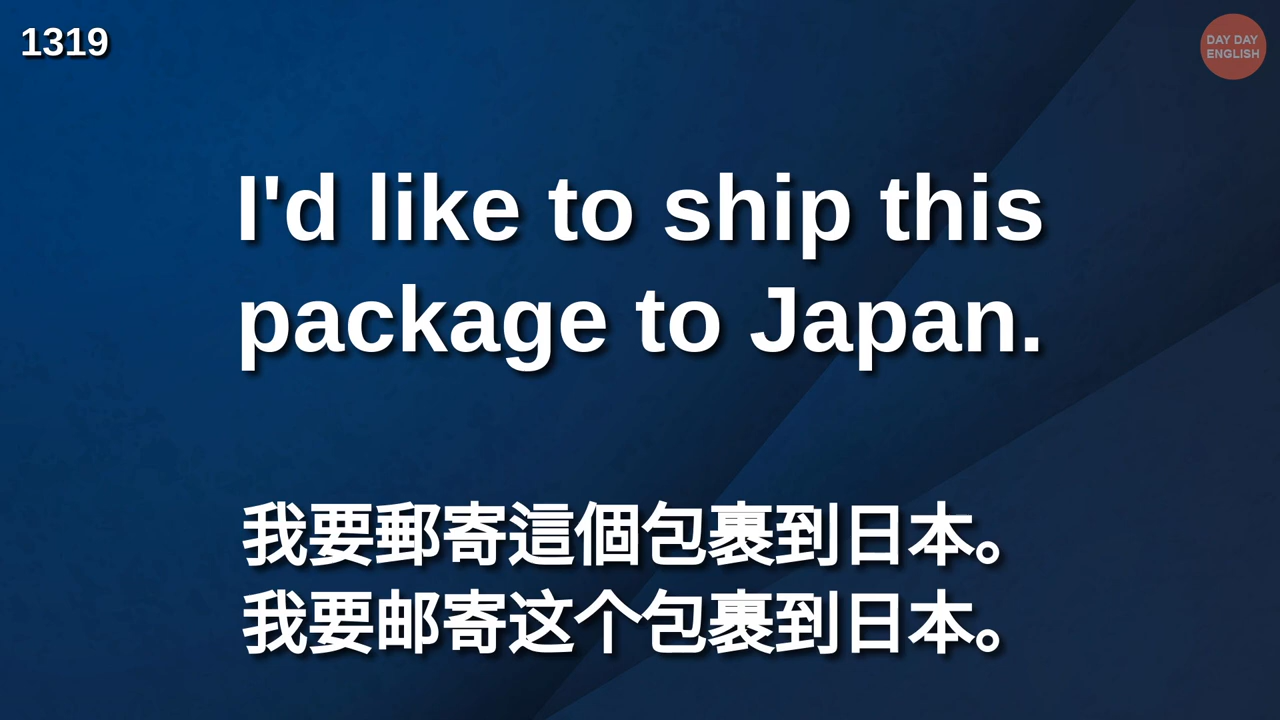 1319
DAY DAY
ENGLISH
I'd like to ship this
package to Japan.
我要郵寄這個包裹到日本。
我要邮寄这个包裹到日本。